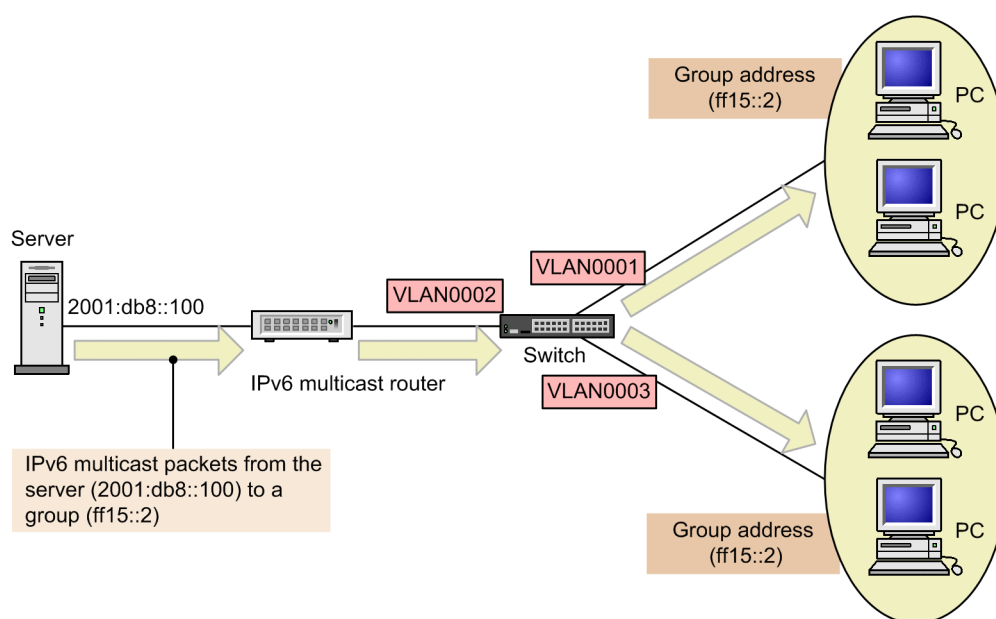 Group address
(ff15::2)
PC
PC
Server
2001:db8::100
VLAN0001
VLAN0002
IPv6 multicast router
Switch
VLAN0003
IPv6 multicast packets from the
server (2001:db8::100) to a
group (ff15::2)
PC
PC
Group address
(ff15::2)